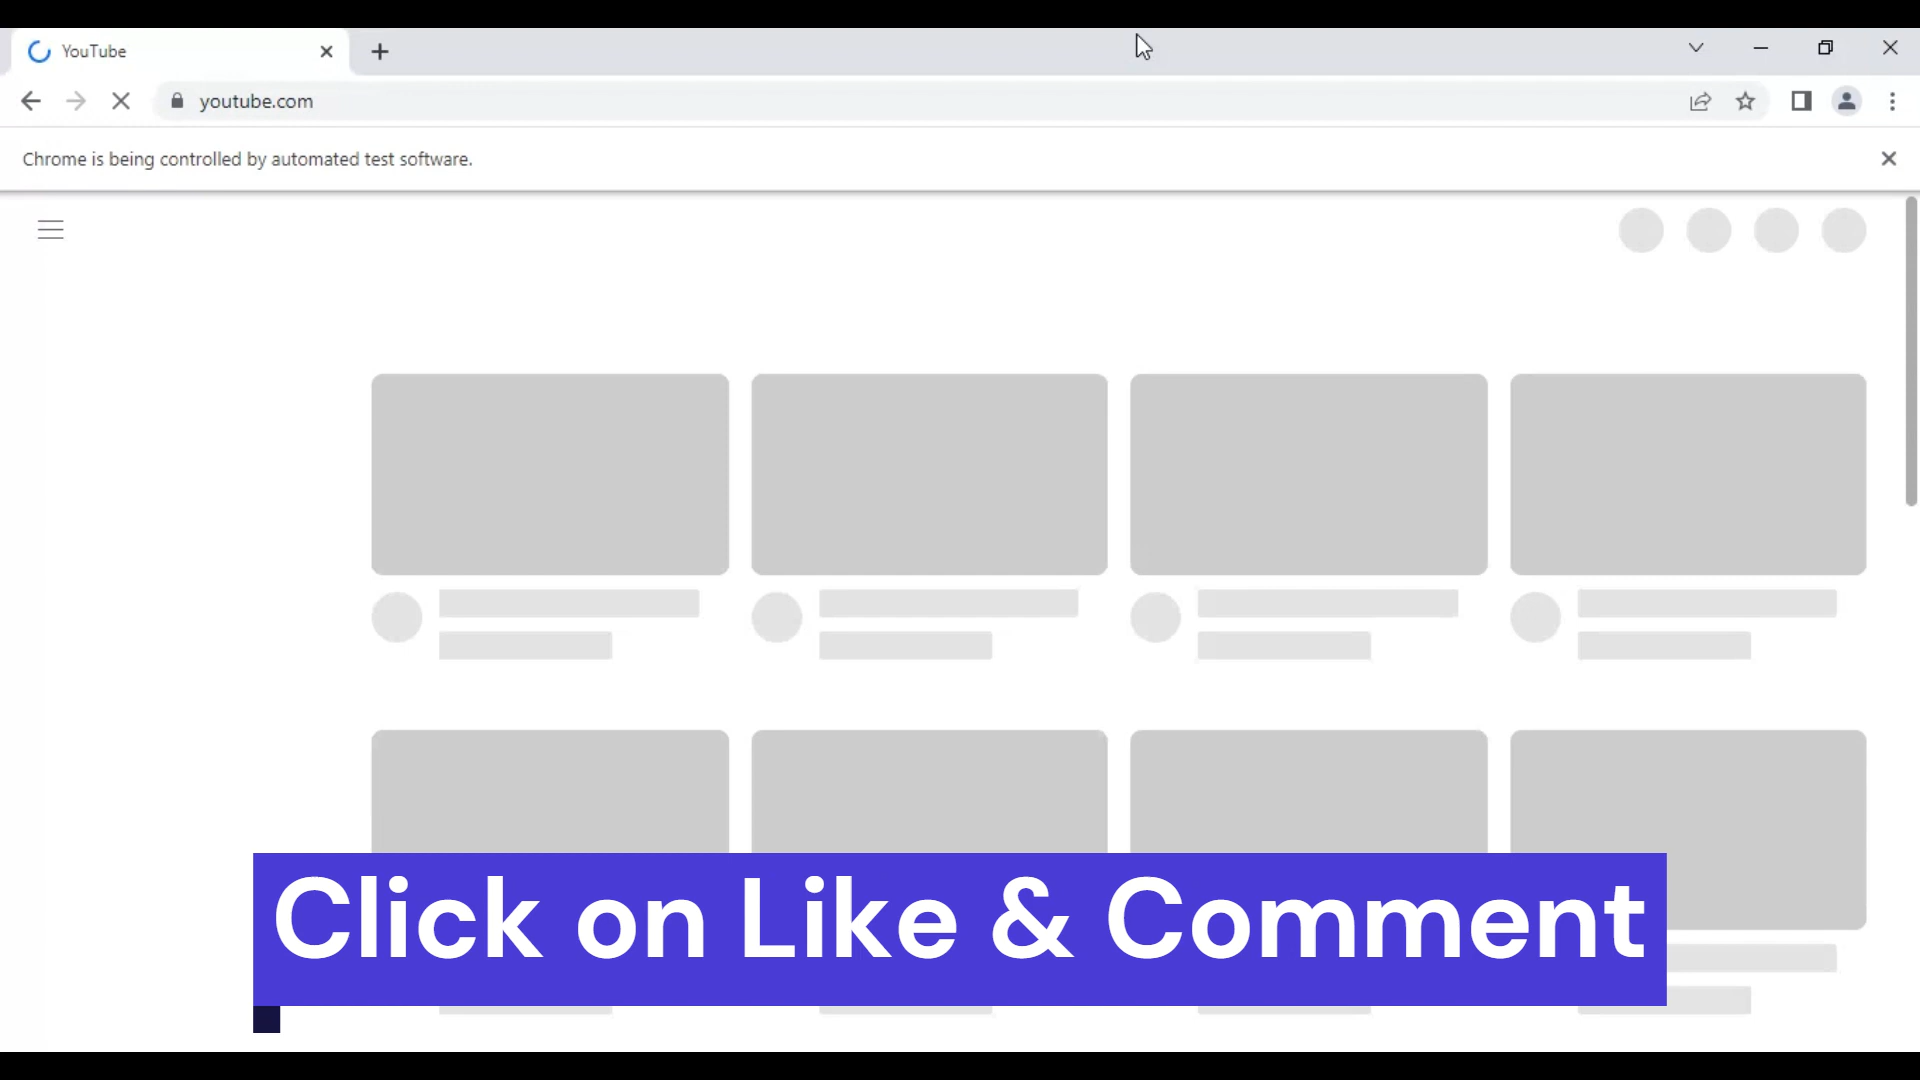 YouTube
youtube.com
Chrome is being controlled by automated test software.
Click on Like & Comment